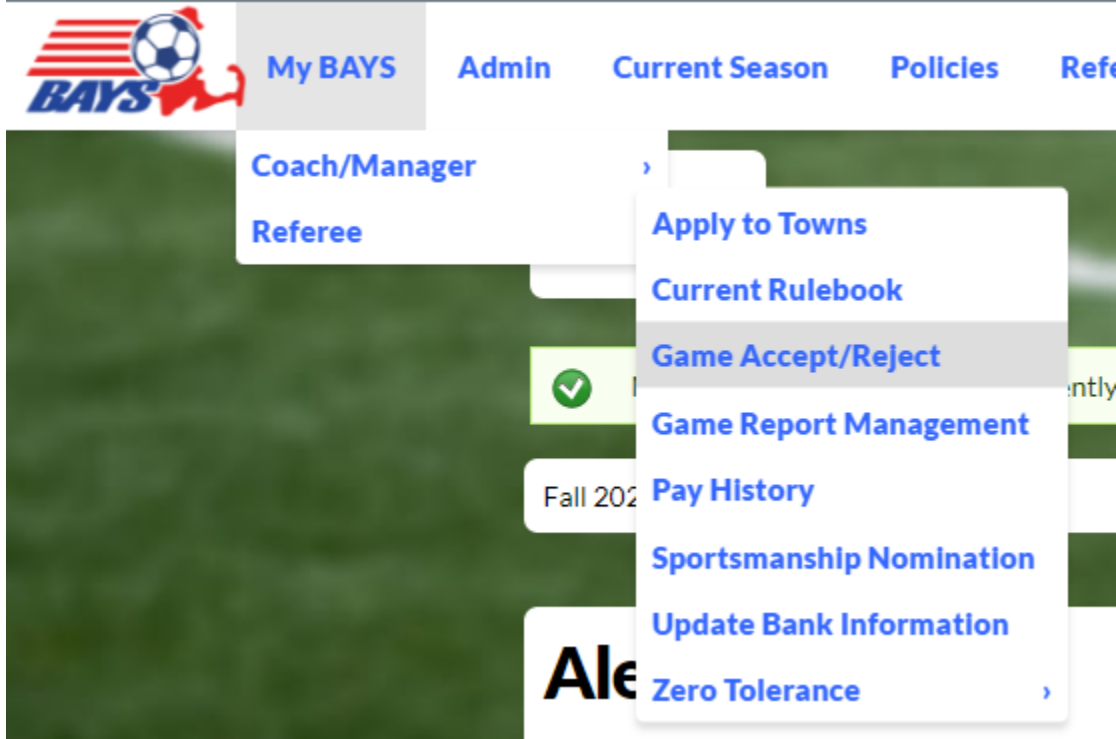 BAYS
My BAYS Admin Current Season Policies
Coach/Manager ›
Referee
Apply to Towns
Current Rulebook
Game Accept/Reject
Game Report Management
Fall
Pay History
Sportsmanship Nomination
Update Bank Information
Zero Tolerance ›